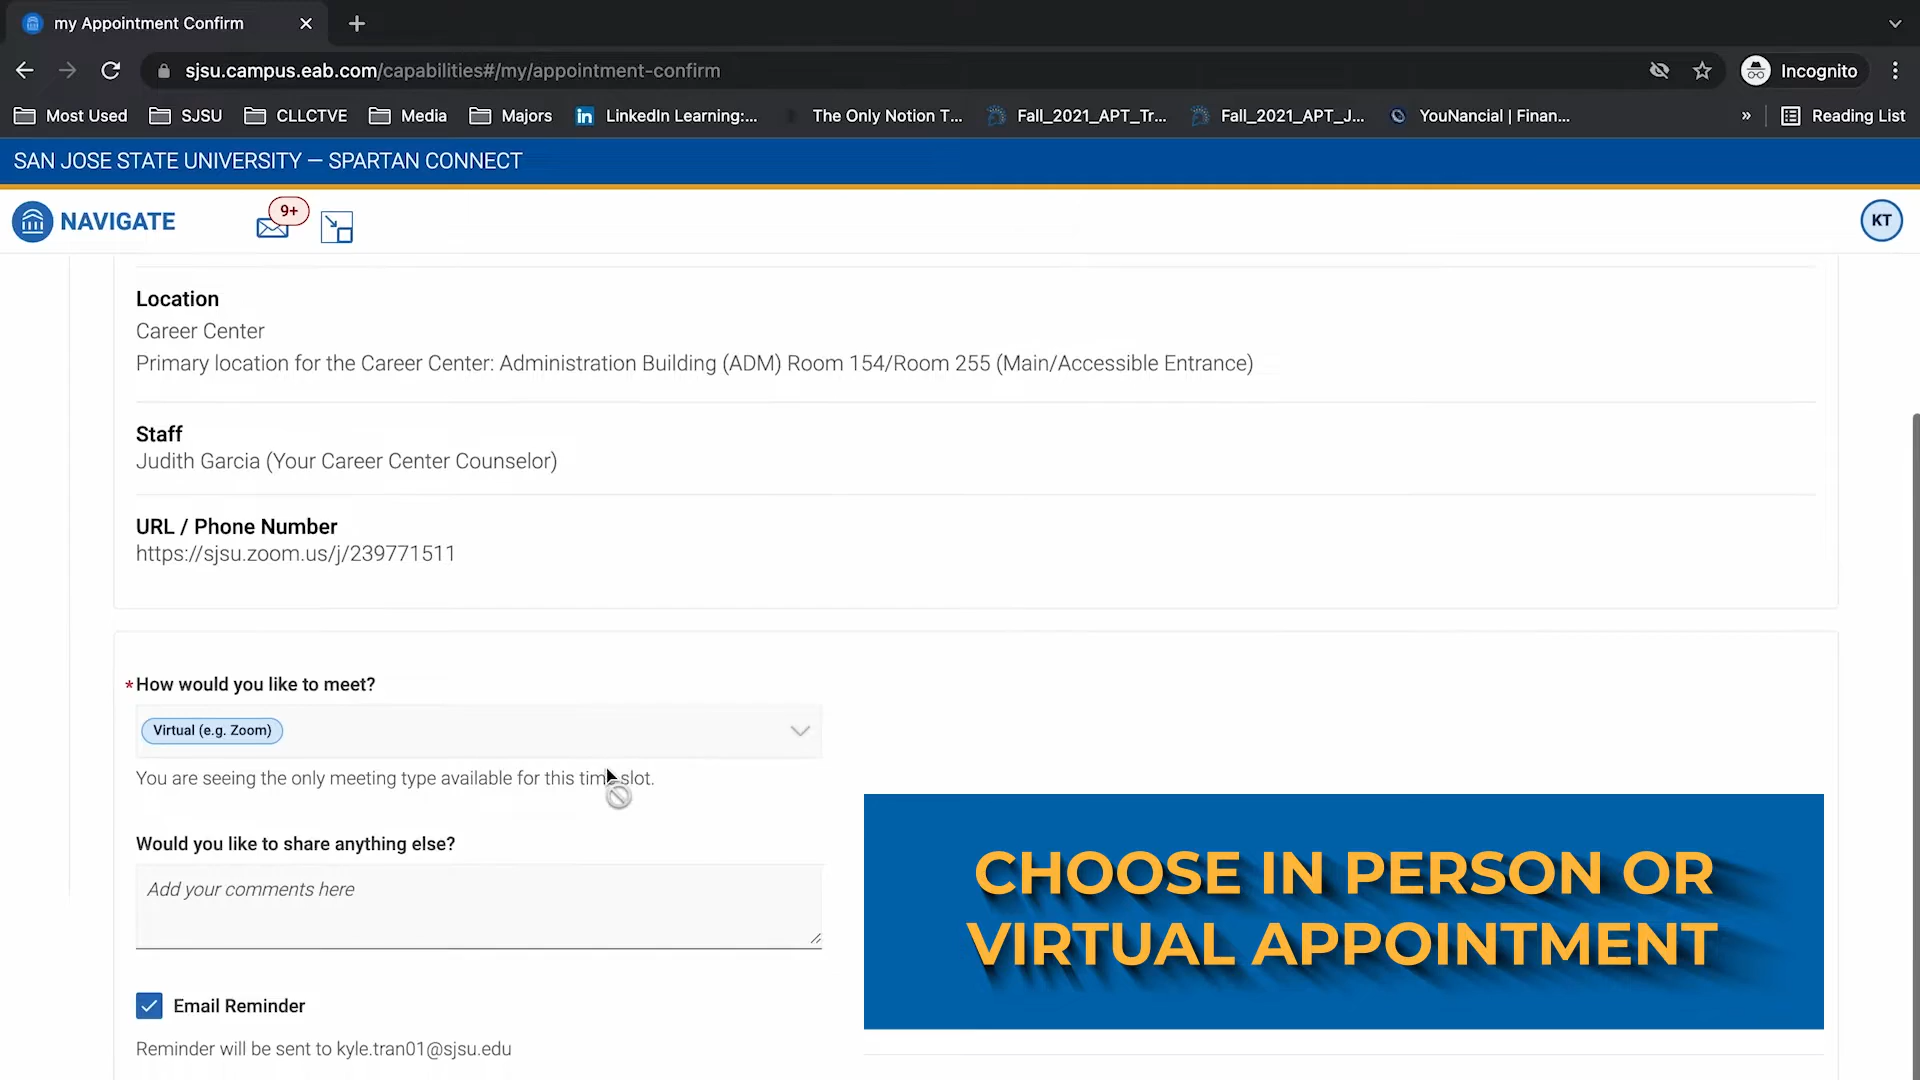 my Appointment Confirm
sjsu.campus.eab.com/capabilities#/my/appointment-confirm
Incognito
Most Used
SJSU
CLLCTVE
Media
Majors
LinkedIn Learning:...
The Only Notion T...
Fall_2021_APT_Tr...
Fall_2021_APT_J...
YouNancial | Finan...
»
Reading List
SAN JOSE STATE UNIVERSITY — SPARTAN CONNECT
NAVIGATE
9+
KT
Location
Career Center
Primary location for the Career Center: Administration Building (ADM) Room 154/Room 255 (Main/Accessible Entrance)
Staff
Judith Garcia (Your Career Center Counselor)
URL / Phone Number
https://sjsu.zoom.us/j/239771511
*How would you like to meet?
Virtual (e.g. Zoom)
You are seeing the only meeting type available for this time slot.
Would you like to share anything else?
Add your comments here
CHOOSE IN PERSON OR
VIRTUAL APPOINTMENT
Email Reminder
Reminder will be sent to kyle.tran01@sjsu.edu